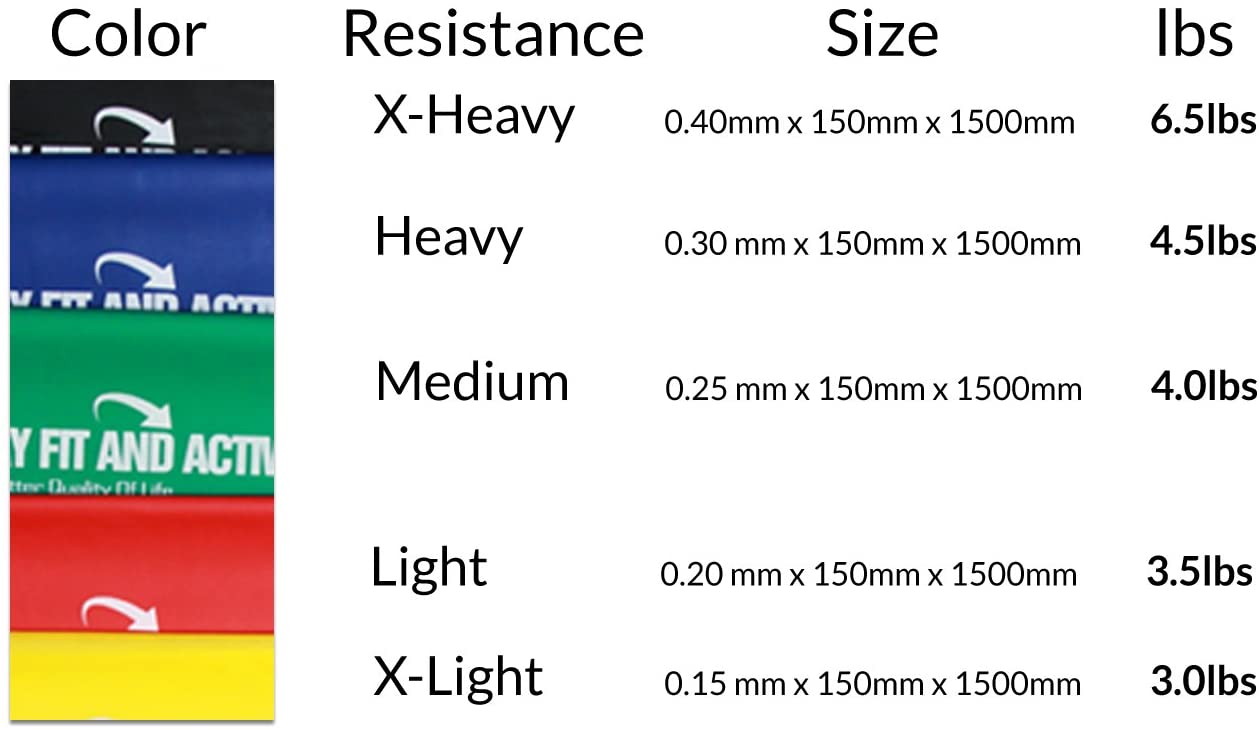 Color Resistance Size lbs
X-Heavy 0.40mm x 150mm x 1500mm 6.5lbs
Heavy 0.30 mm x 150mm x 1500mm 4.5lbs
FIT AND
Medium 0.25 mm x 150mm x 1500mm 4.0lbs
Y FIT AND ACTIV
Quality Of Life
Light 0.20 mm x 150mm x 1500mm 3.5lbs
X-Light 0.15 mm x 150mm x 1500mm 3.0lbs